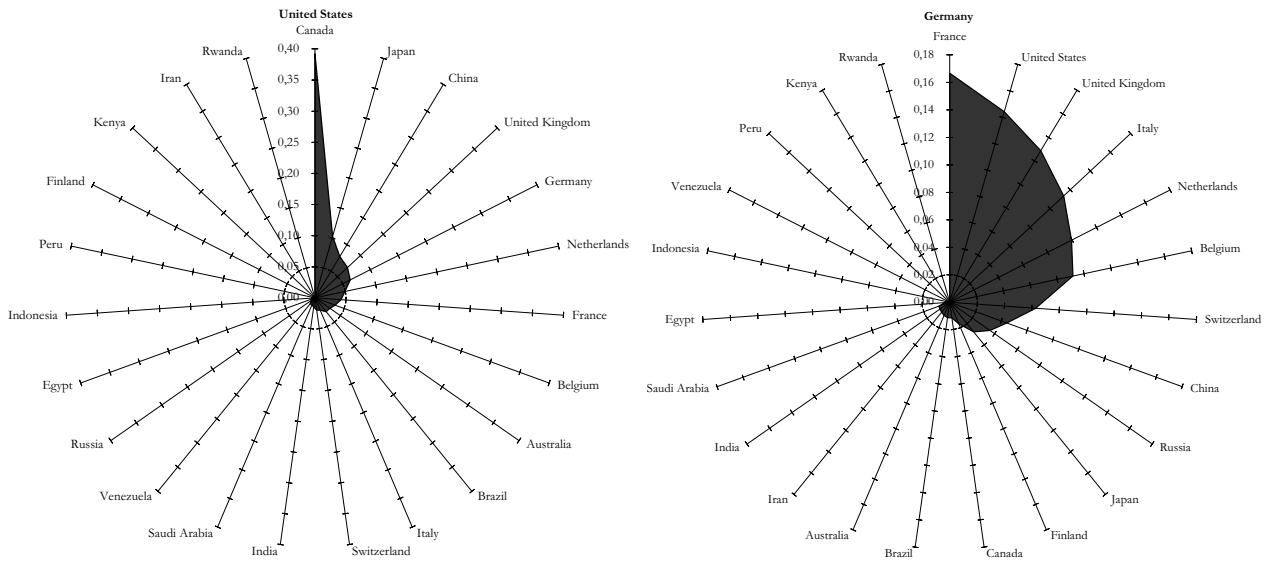 United States
Canada
0,40
0,35
0,30
0,25
0,20
0,15
0,10
0,05
0,00
Japan
China
United Kingdom
Germany
Netherlands
France
Belgium
Australia
Brazil
Italy
Switzerland
India
Saudi Arabia
Venezuela
Russia
Egypt
Indonesia
Peru
Finland
Kenya
Iran
Rwanda
Germany
France
0,18
0,16
0,14
0,12
0,10
0,08
0,06
0,04
0,02
0,00
United States
United Kingdom
Italy
Netherlands
Belgium
Switzerland
China
Russia
Japan
Finland
Canada
Brazil
Australia
Iran
India
Saudi Arabia
Egypt
Indonesia
Venezuela
Peru
Kenya
Rwanda